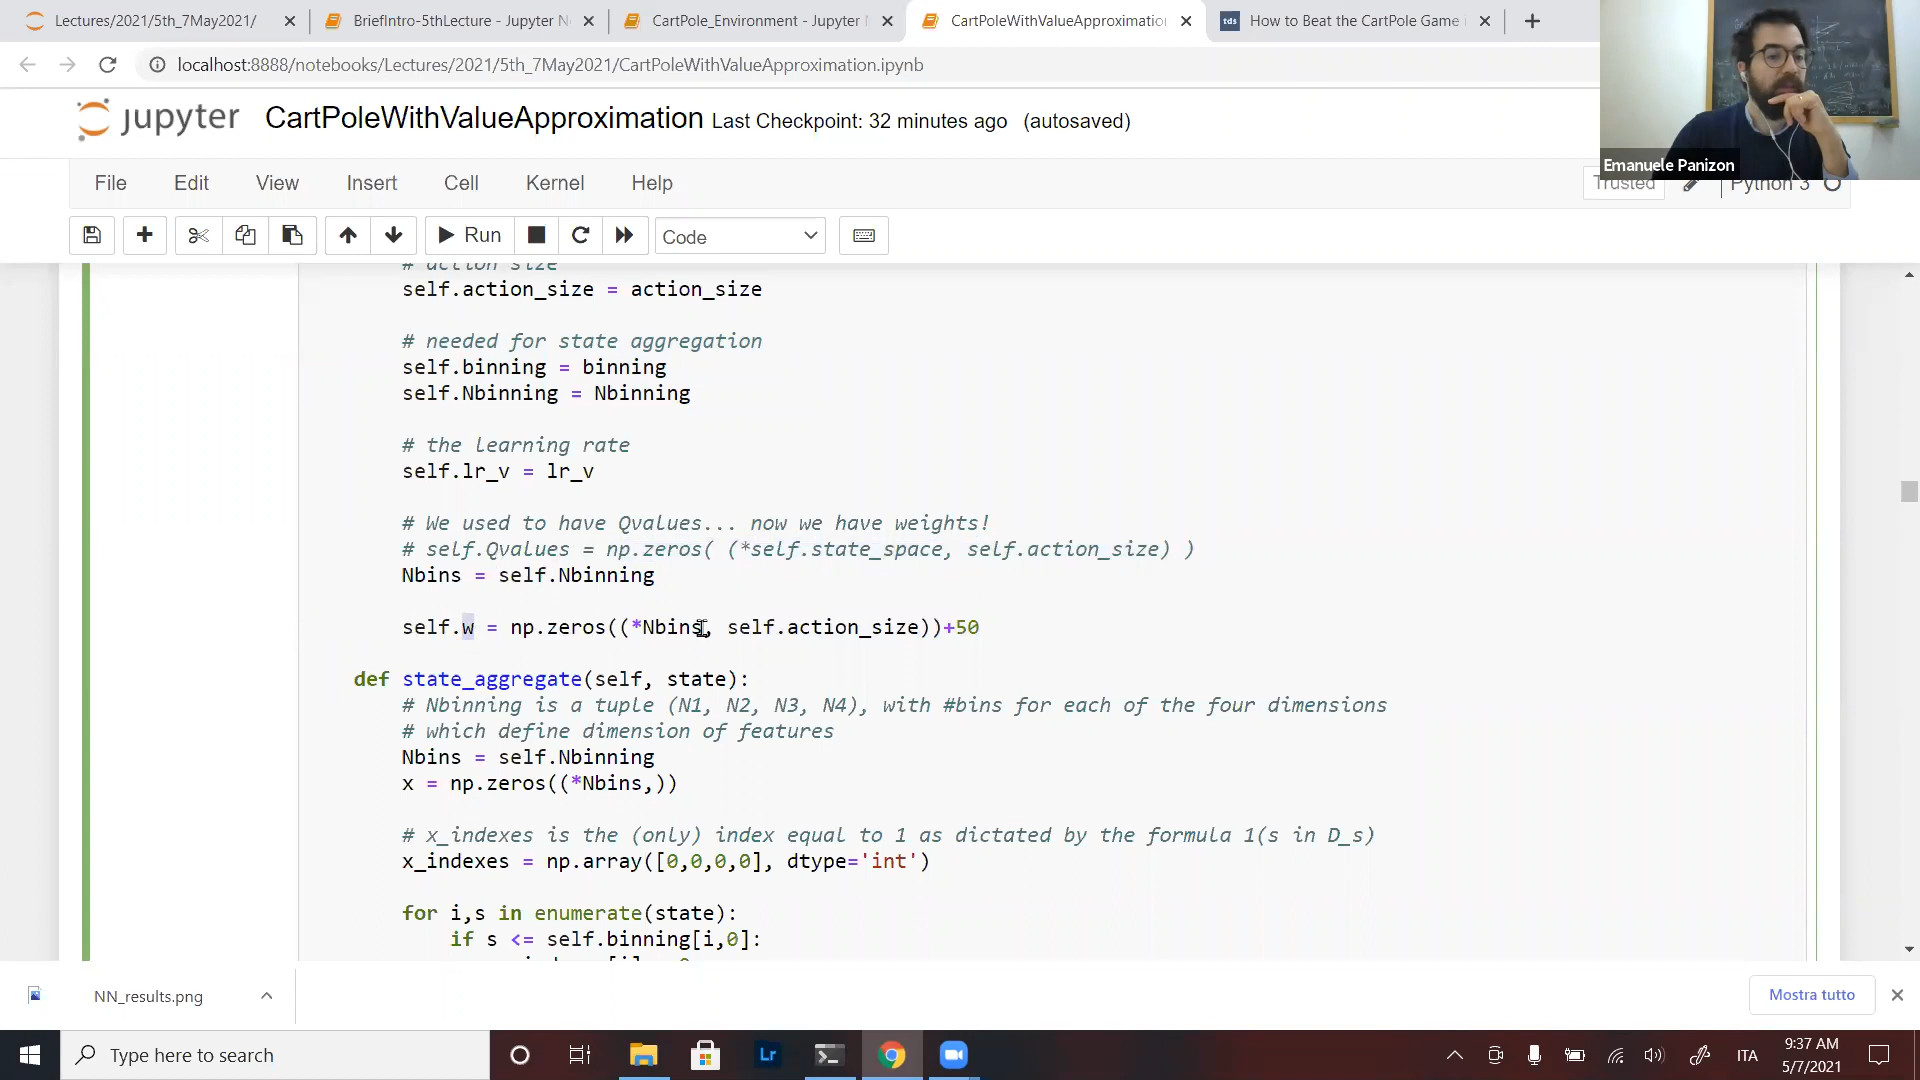 Lectures/2021/5th_7May2021/
BriefIntro-5thLecture - Jupyter N
CartPole_Environment - Jupyter
CartPoleWithValueApproximation
How to Beat the CartPole Game i
localhost:8888/notebooks/Lectures/2021/5th_7May2021/CartPoleWithValueApproximation.ipynb
jupyter CartPoleWithValueApproximation Last Checkpoint: 32 minutes ago (autosaved)
Emanuele Panizon
File Edit View Insert Cell Kernel Help
Trusted Python 3
Run Code
# action size
self.action_size = action_size
# needed for state aggregation
self.binning = binning
self.Nbinning = Nbinning
# the learning rate
self.lr_v = lr_v
# We used to have Qvalues... now we have weights!
# self.Qvalues = np.zeros( (*self.state_space, self.action_size) )
Nbins = self.Nbinning
self.w = np.zeros((*Nbins, self.action_size))+50
def state_aggregate(self, state):
# Nbinning is a tuple (N1, N2, N3, N4), with #bins for each of the four dimensions
# which define dimension of features
Nbins = self.Nbinning
x = np.zeros((*Nbins,))
# x_indexes is the (only) index equal to 1 as dictated by the formula 1(s in D_s)
x_indexes = np.array([0,0,0,0], dtype='int')
for i,s in enumerate(state):
if s <= self.binning[i,0]:
NN_results.png
Mostra tutto
Type here to search
Lr
ITA
9:37 AM
5/7/2021